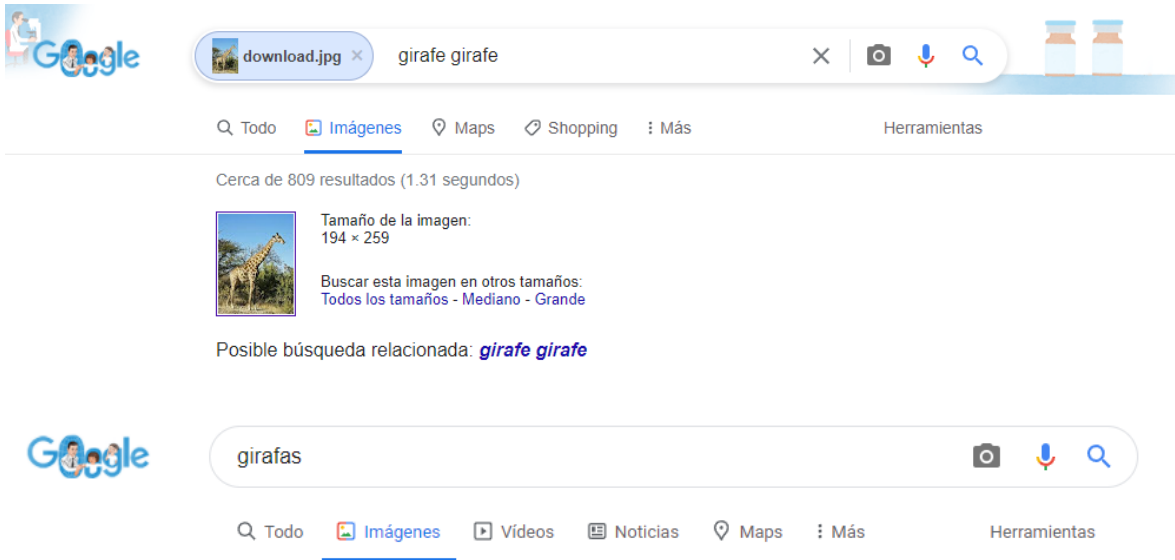 Google download.jpg × girafe girafe
Todo Imágenes Maps Shopping Más Herramientas
Cerca de 809 resultados (1.31 segundos)
Tamaño de la imagen:
194 × 259
Buscar esta imagen en otros tamaños:
Todos los tamaños - Mediano - Grande
Posible búsqueda relacionada: girafe girafe
Google girafas
Todo Imágenes Vídeos Noticias Maps Más Herramientas